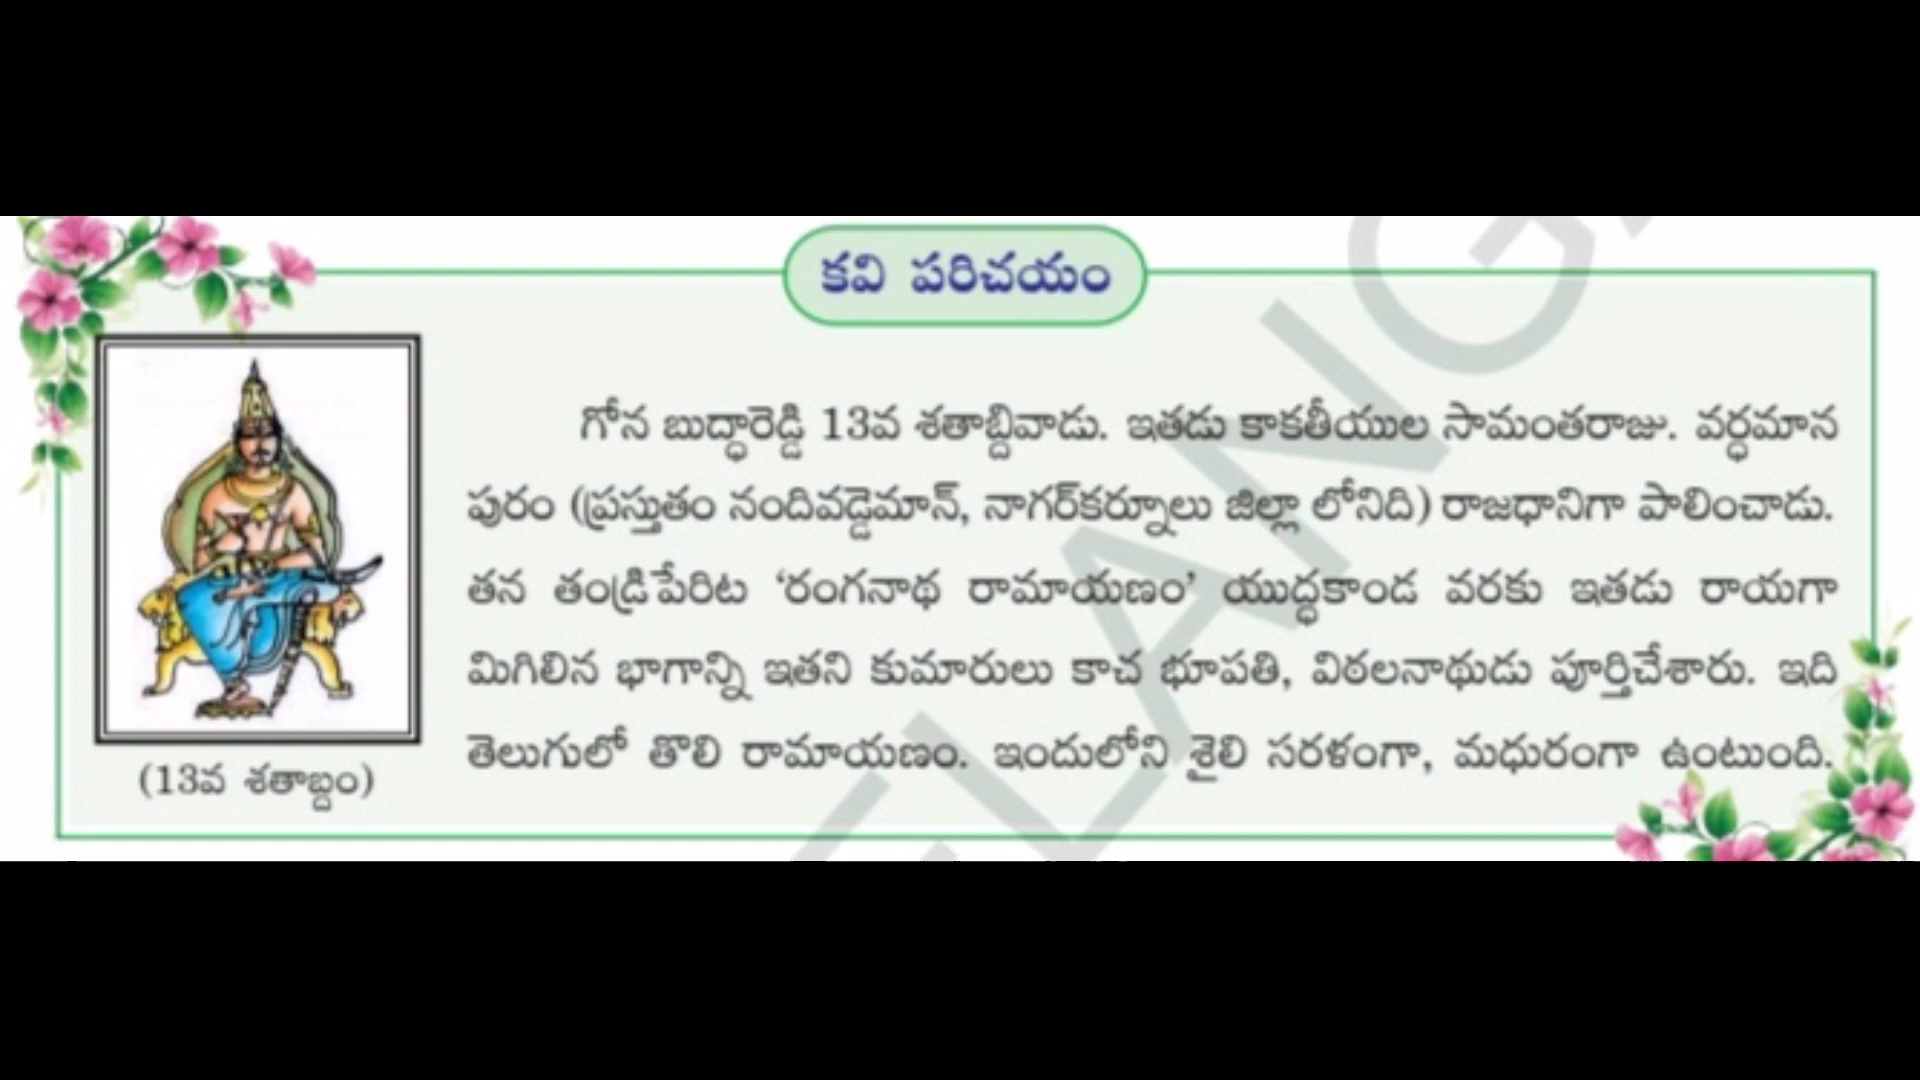 కవి పరిచయం
గోన బుద్ధారెడ్డి 13వ శతాబ్దివాడు. ఇతడు కాకతీయుల సామంతరాజు. వర్ధమాన
పురం (ప్రస్తుతం నందివడ్డెమాన్, నాగర్‌కర్నూలు జిల్లా లోనిది) రాజధానిగా పాలించాడు.
తన తండ్రిపేరిట ‘రంగనాథ రామాయణం’ యుద్ధకాండ వరకు ఇతడు రాయగా
మిగిలిన భాగాన్ని ఇతని కుమారులు కాచ భూపతి, విఠలనాథుడు పూర్తిచేశారు. ఇది
తెలుగులో తొలి రామాయణం. ఇందులోని శైలి సరళంగా, మధురంగా ఉంటుంది.
(13వ శతాబ్దం)